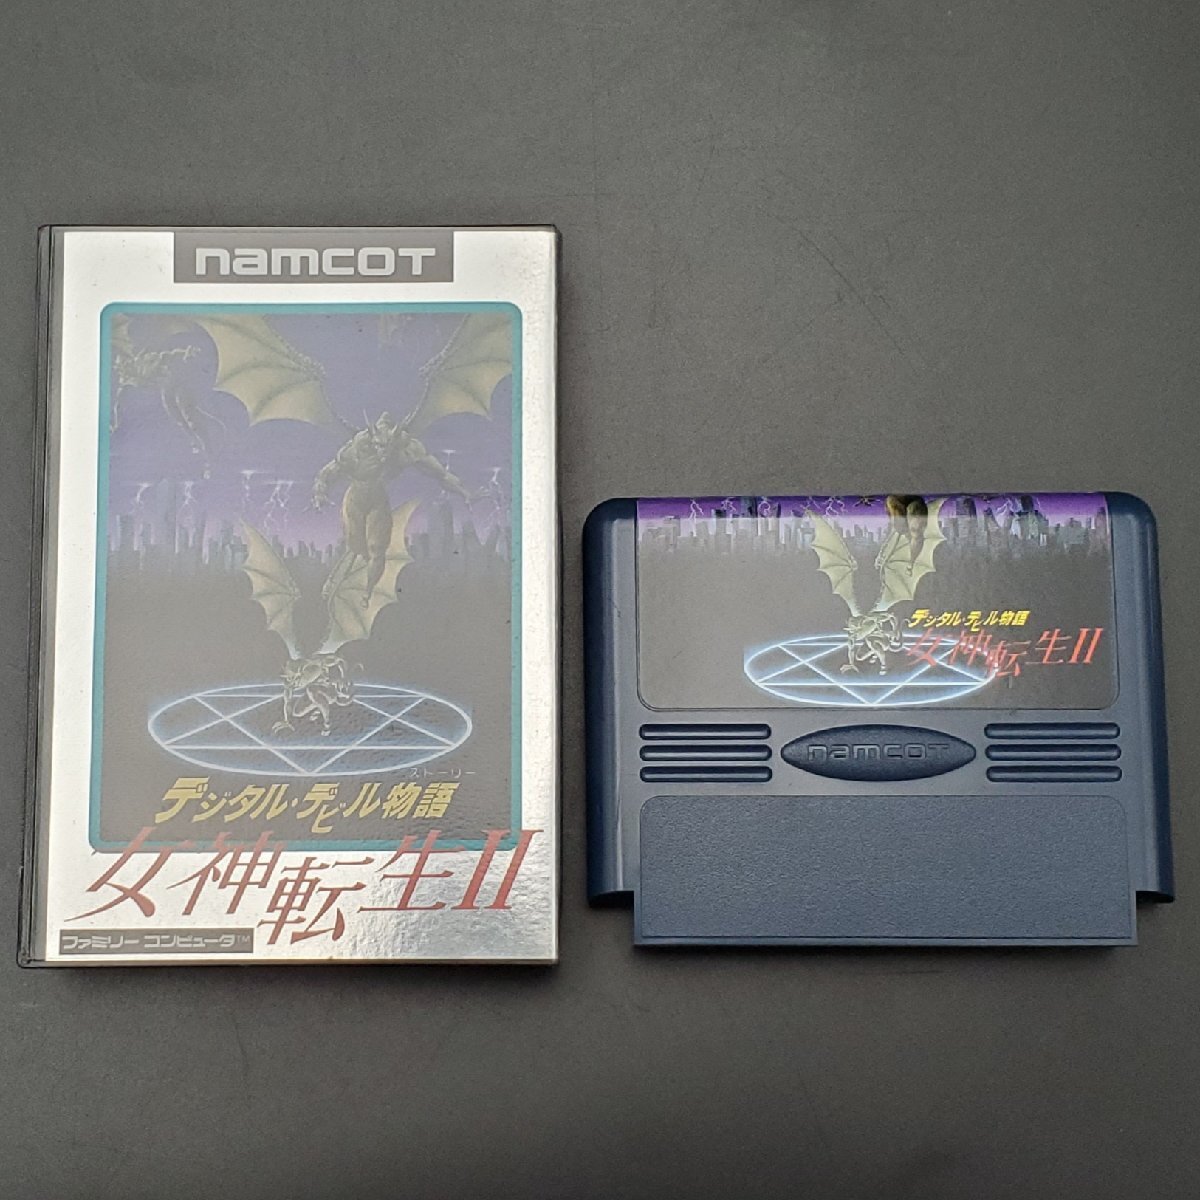 namcot
ストーリー
デジタル・デビル物語
女神転生II
ファミリーコンピュータ™
デジタル・デビル物語
女神転生II
namcot